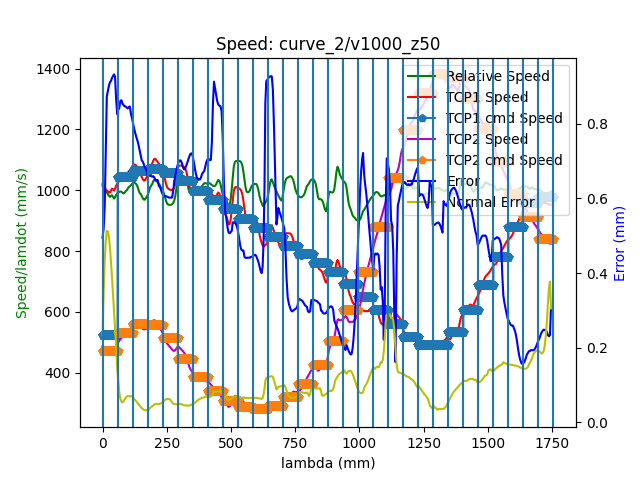 Speed: curve_2/v1000_z50
1400
1200
1000
800
600
400
Speed/lamdot (mm/s)
0.8
0.6
0.4
0.2
0.0
Error (mm)
Relative Speed
TCP1 Speed
TCP1 cmd Speed
TCP2 Speed
TCP2 cmd Speed
Error
Normal Error
0 250 500 750 1000 1250 1500 1750
lambda (mm)